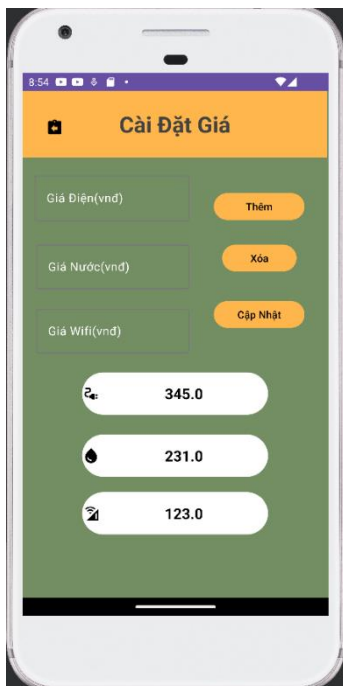 8:54
Cài Đặt Giá
Giá Điện(vnđ)
Thêm
Giá Nước(vnđ)
Xóa
Giá Wifi(vnđ)
Cập Nhật
345.0
231.0
123.0